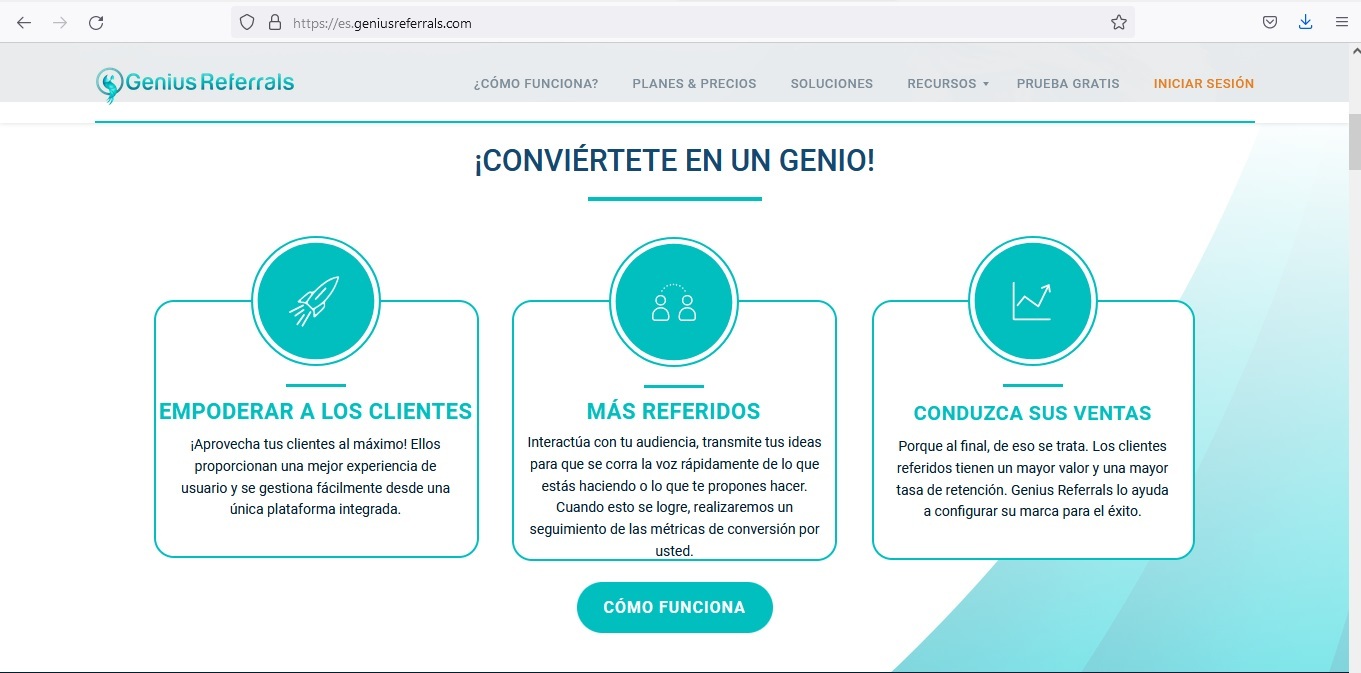 https://es.geniusreferrals.com
Genius Referrals
¿CÓMO FUNCIONA? PLANES & PRECIOS SOLUCIONES RECURSOS PRUEBA GRATIS INICIAR SESIÓN
¡CONVIÉRTETE EN UN GENIO!
EMPODERAR A LOS CLIENTES
¡Aprovecha tus clientes al máximo! Ellos
proporcionan una mejor experiencia de
usuario y se gestiona fácilmente desde una
única plataforma integrada.
MÁS REFERIDOS
Interactúa con tu audiencia, transmite tus ideas
para que se corra la voz rápidamente de lo que
estás haciendo o lo que te propones hacer.
Cuando esto se logre, realizaremos un
seguimiento de las métricas de conversión por
usted.
CONDUZCA SUS VENTAS
Porque al final, de eso se trata. Los clientes
referidos tienen un mayor valor y una mayor
tasa de retención. Genius Referrals lo ayuda
a configurar su marca para el éxito.
CÓMO FUNCIONA